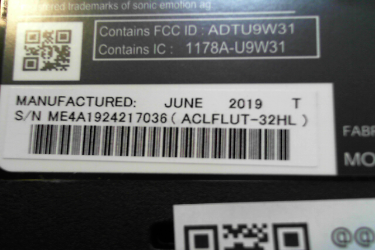 ered trademarks of sonic emotion ag.
Contains FCC ID : ADTU9W31
Contains IC : 1178A-U9W31
MANUFACTURED: JUNE 2019 T
S/N ME4A1924217036 ( ACLFLUT-32HL )
FABR
MO
@@